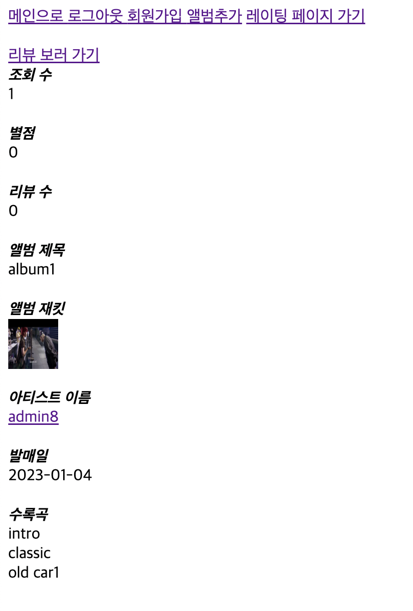 메인으로 로그아웃 회원가입 앨범추가 레이팅 페이지 가기
리뷰 보러 가기
조회 수
1
별점
0
리뷰 수
0
앨범 제목
album1
앨범 재킷
아티스트 이름
admin8
발매일
2023-01-04
수록곡
intro
classic
old car1